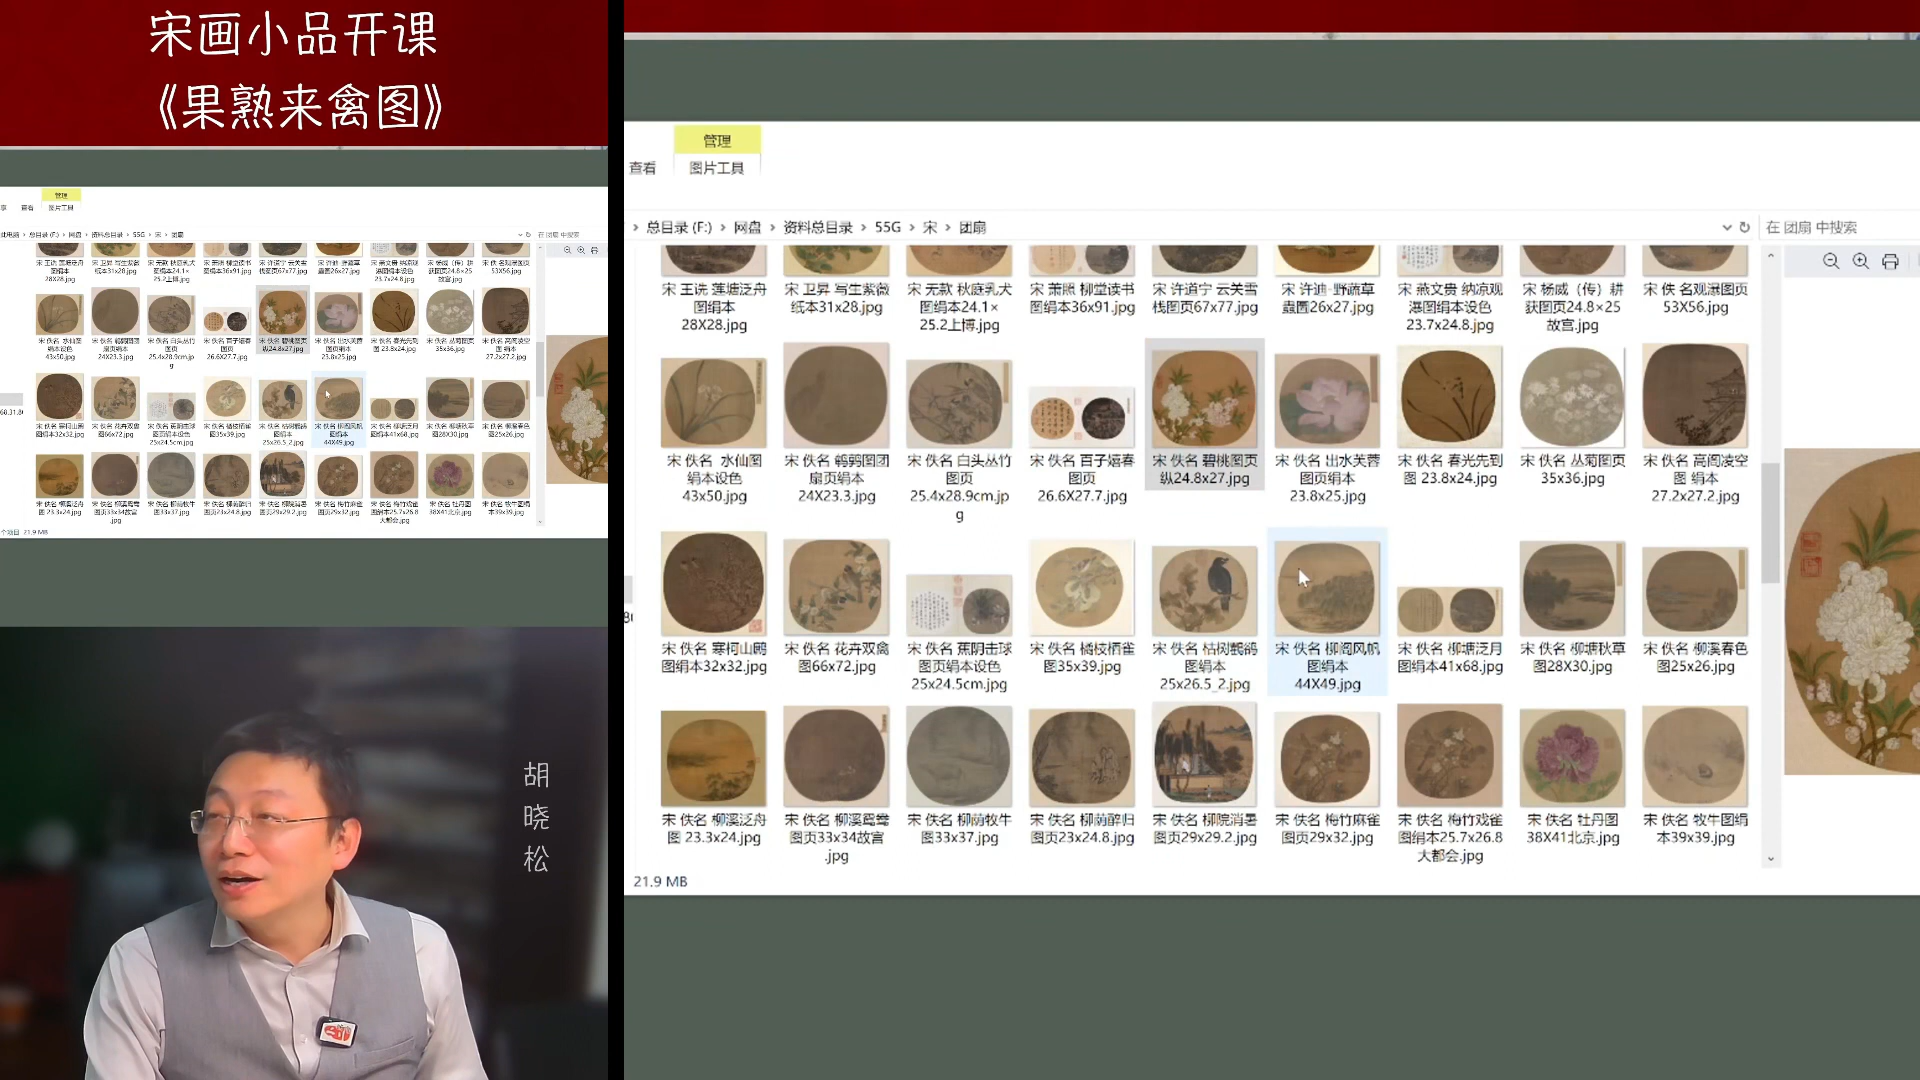 宋画小品开课
《果熟来禽图》
胡
晓
松
管理
查看
图片工具
总目录 (F:) › 网盘 › 资料总目录 › 55G › 宋 › 团扇
在 团扇 中搜索
宋 王诜 莲塘泛舟
图绢本
28X28.jpg
宋 卫昇 写生紫薇
纸本31x28.jpg
宋 无款 秋庭乳犬
图绢本24.1×
25.2上博.jpg
宋 萧照 柳堂读书
图绢本36x91.jpg
宋 许道宁 云关雪
栈图页67x77.jpg
宋 许迪-野蔬草
蟲圖26x27.jpg
宋 燕文贵 纳凉观
瀑图绢本设色
23.7x24.8.jpg
宋 杨威（传）耕
获图页24.8×25
故宫.jpg
宋 佚 名观瀑图页
53X56.jpg
宋 佚名 水仙图
绢本设色
43x50.jpg
宋 佚名 鹌鹑图团
扇页绢本
24X23.3.jpg
宋 佚名 白头丛竹
图页
25.4x28.9cm.jp
g
宋 佚名 百子嬉春
图页
26.6X27.7.jpg
宋 佚名 碧桃图页
纵24.8x27.jpg
宋 佚名 出水芙蓉
图页绢本
23.8x25.jpg
宋 佚名 春光先到
图 23.8x24.jpg
宋 佚名 丛菊图页
35x36.jpg
宋 佚名 高阁凌空
图 绢本
27.2x27.2.jpg
宋 佚名 寒柯山鹛
图绢本32x32.jpg
宋 佚名 花卉双禽
图66x72.jpg
宋 佚名 蕉阴击球
图页绢本设色
25x24.5cm.jpg
宋 佚名 橘枝栖雀
图35x39.jpg
宋 佚名 枯树鸜鹆
图绢本
25x26.5_2.jpg
宋 佚名 柳阁风帆
图绢本
44X49.jpg
宋 佚名 柳塘泛月
图绢本41x68.jpg
宋 佚名 柳塘秋草
图28X30.jpg
宋 佚名 柳溪春色
图25x26.jpg
宋 佚名 柳溪泛舟
图 23.3x24.jpg
宋 佚名 柳溪鸳鸯
图页33x34故宫
.jpg
宋 佚名 柳荫牧牛
图33x37.jpg
宋 佚名 柳荫醉归
图页23x24.8.jpg
宋 佚名 柳院消暑
图页29x29.2.jpg
宋 佚名 梅竹麻雀
图页29x32.jpg
宋 佚名 梅竹戏雀
图绢本25.7x26.8
大都会.jpg
宋 佚名 牡丹图
38X41北京.jpg
宋 佚名 牧牛图绢
本39x39.jpg
21.9 MB